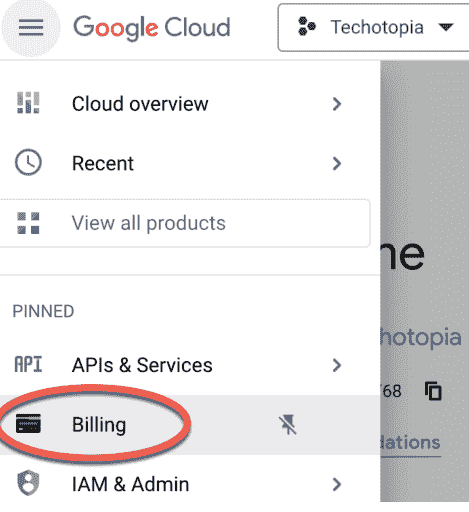 Google Cloud
Techotopia
Cloud overview
Recent
View all products
PINNED
API APIs & Services
Billing
IAM & Admin